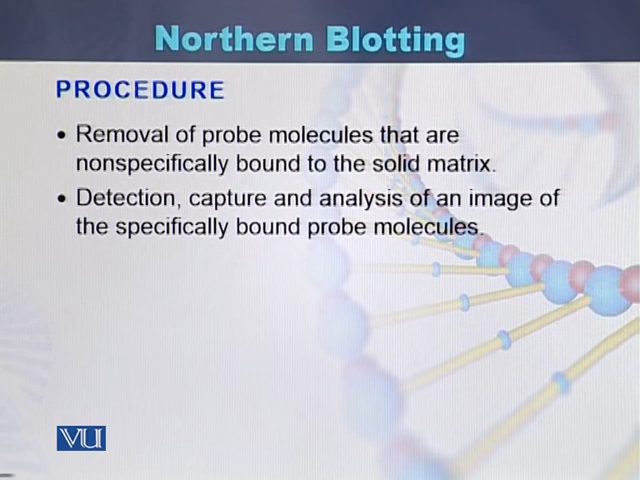 Northern Blotting
PROCEDURE
• Removal of probe molecules that are
nonspecifically bound to the solid matrix.
• Detection, capture and analysis of an image of
the specifically bound probe molecules.
VU